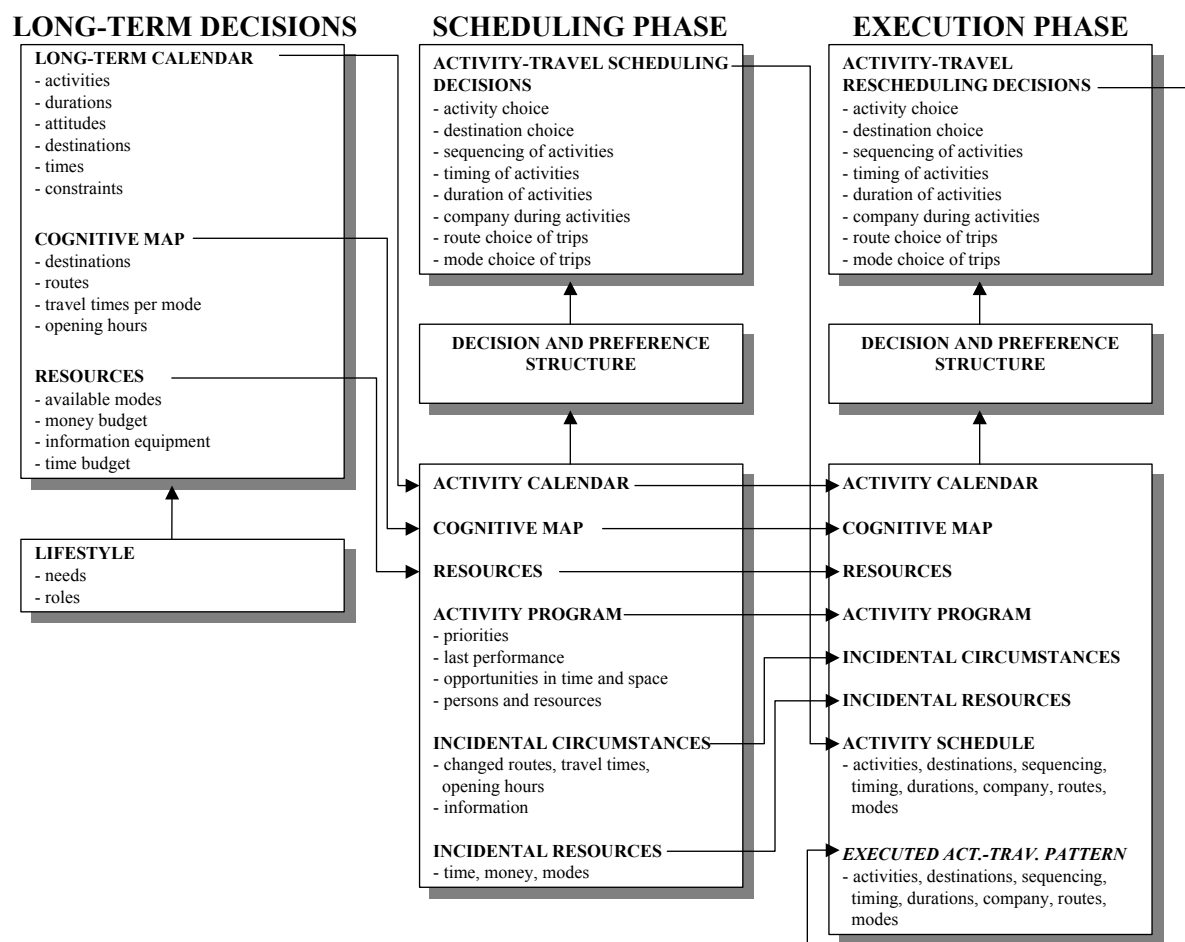 LONG-TERM DECISIONS
LONG-TERM CALENDAR
- activities
- durations
- attitudes
- destinations
- times
- constraints
COGNITIVE MAP
- destinations
- routes
- travel times per mode
- opening hours
RESOURCES
- available modes
- money budget
- information equipment
- time budget
LIFESTYLE
- needs
- roles
SCHEDULING PHASE
ACTIVITY-TRAVEL SCHEDULING
DECISIONS
- activity choice
- destination choice
- sequencing of activities
- timing of activities
- duration of activities
- company during activities
- route choice of trips
- mode choice of trips
DECISION AND PREFERENCE
STRUCTURE
ACTIVITY CALENDAR
COGNITIVE MAP
RESOURCES
ACTIVITY PROGRAM
- priorities
- last performance
- opportunities in time and space
- persons and resources
INCIDENTAL CIRCUMSTANCES
- changed routes, travel times,
opening hours
- information
INCIDENTAL RESOURCES
- time, money, modes
EXECUTION PHASE
ACTIVITY-TRAVEL
RESCHEDULING DECISIONS
- activity choice
- destination choice
- sequencing of activities
- timing of activities
- duration of activities
- company during activities
- route choice of trips
- mode choice of trips
DECISION AND PREFERENCE
STRUCTURE
ACTIVITY CALENDAR
COGNITIVE MAP
RESOURCES
ACTIVITY PROGRAM
INCIDENTAL CIRCUMSTANCES
INCIDENTAL RESOURCES
ACTIVITY SCHEDULE
- activities, destinations, sequencing,
timing, durations, company, routes,
modes
EXECUTED ACT.-TRAV. PATTERN
- activities, destinations, sequencing,
timing, durations, company, routes,
modes